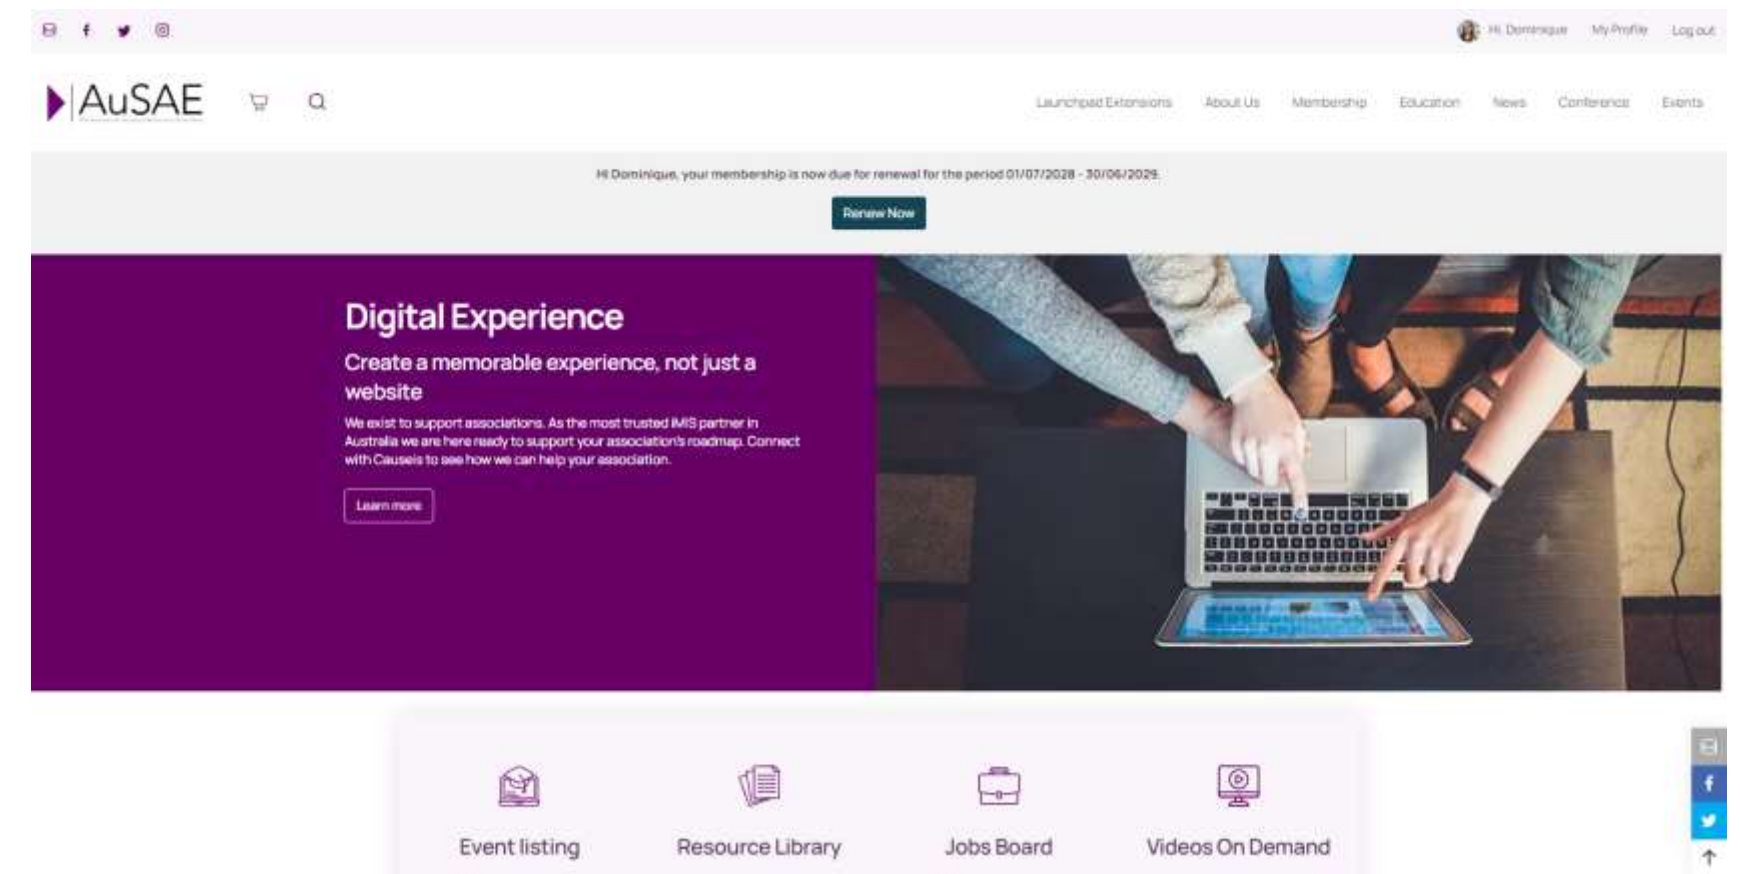 Hi, Dominique My Profile Log out
AuSAE
Launchpad Extensions About Us Membership Education News Conference Events
Hi Dominique, your membership is now due for renewal for the period 01/07/2028 - 30/06/2029.
Renew Now
Digital Experience
Create a memorable experience, not just a
website
We exist to support associations. As the most trusted iMIS partner in
Australia we are here ready to support your association's roadmap. Connect
with Causeis to see how we can help your association.
Learn more
Event listing Resource Library Jobs Board Videos On Demand